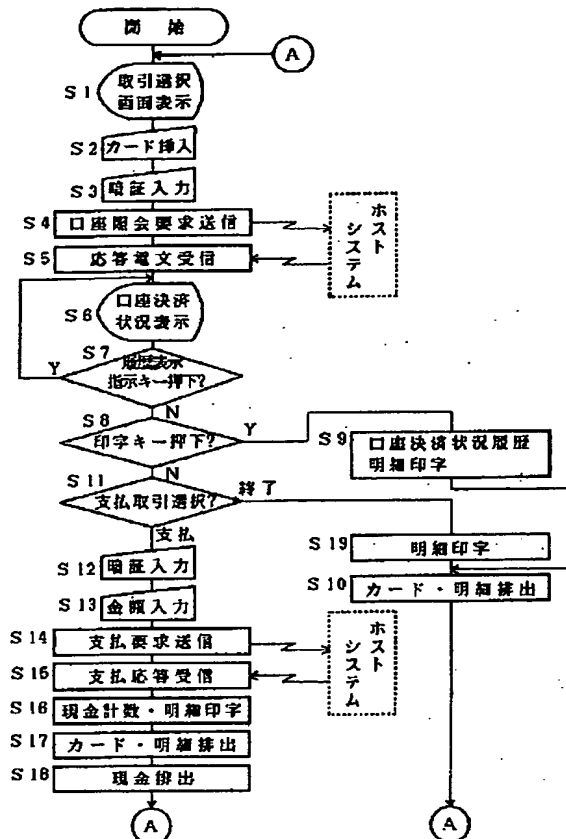 開 始
A
S1
取引選択
画面表示
S2
カード挿入
S3
暗証入力
S4
口座照会要求送信
S5
応答電文受信
ホスト
システム
S6
口座決済
状況表示
S7
履歴表示
指示キー押下?
Y
N
S8
印字キー押下?
Y
N
S9
口座決済状況履歴
明細印字
S11
支払取引選択?
終了
支払
S19
明細印字
S10
カード・明細排出
S12
暗証入力
S13
金額入力
S14
支払要求送信
S15
支払応答受信
ホスト
システム
S16
現金計数・明細印字
S17
カード・明細排出
S18
現金排出
A
A